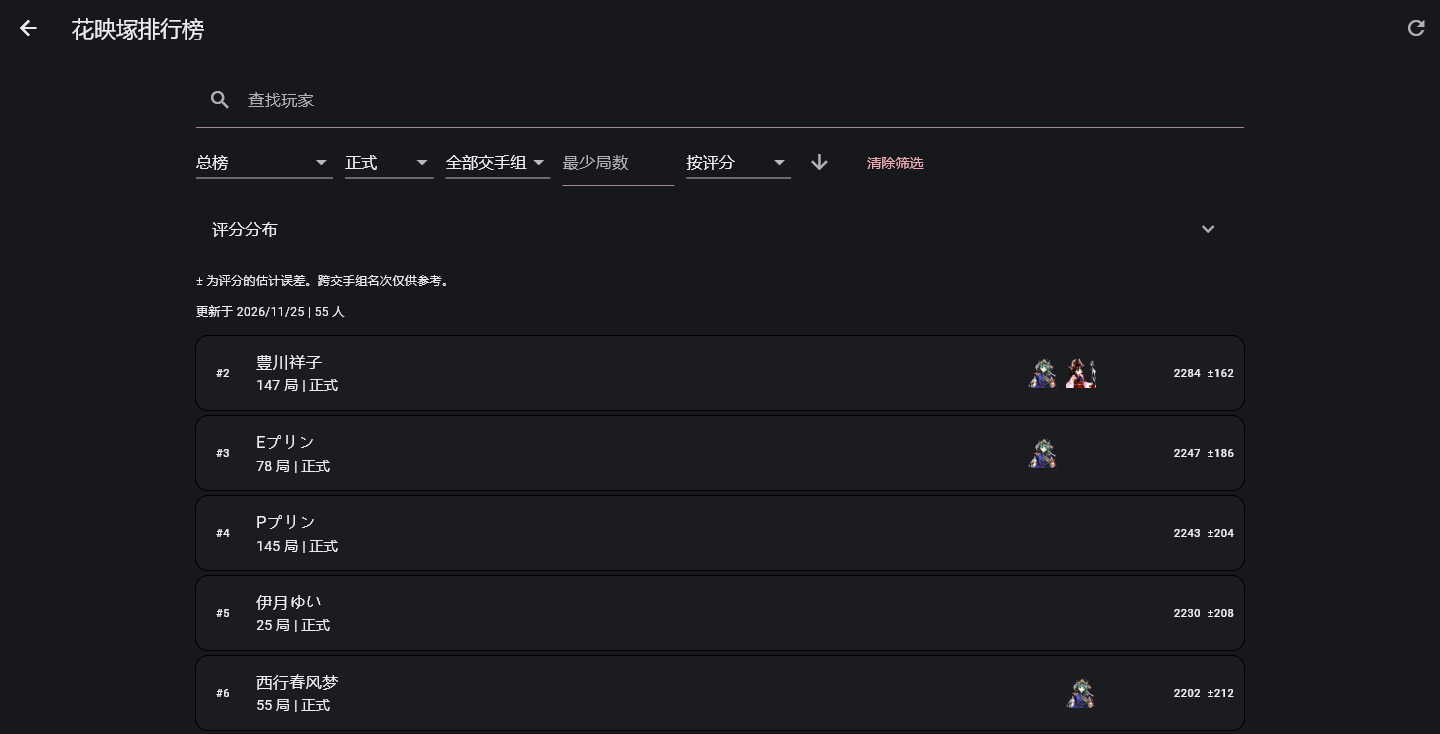 花映塚排行榜
查找玩家
总榜 正式 全部交手组 最少局数 按评分 清除筛选
评分分布
± 为评分的估计误差。跨交手组名次仅供参考。
更新于 2026/11/25 | 55 人
#2 豊川祥子 2284 ±162
147 局 | 正式
#3 Eプリン 2247 ±186
78 局 | 正式
#4 Pプリン 2243 ±204
145 局 | 正式
#5 伊月ゆい 2230 ±208
25 局 | 正式
#6 西行春风梦 2202 ±212
55 局 | 正式